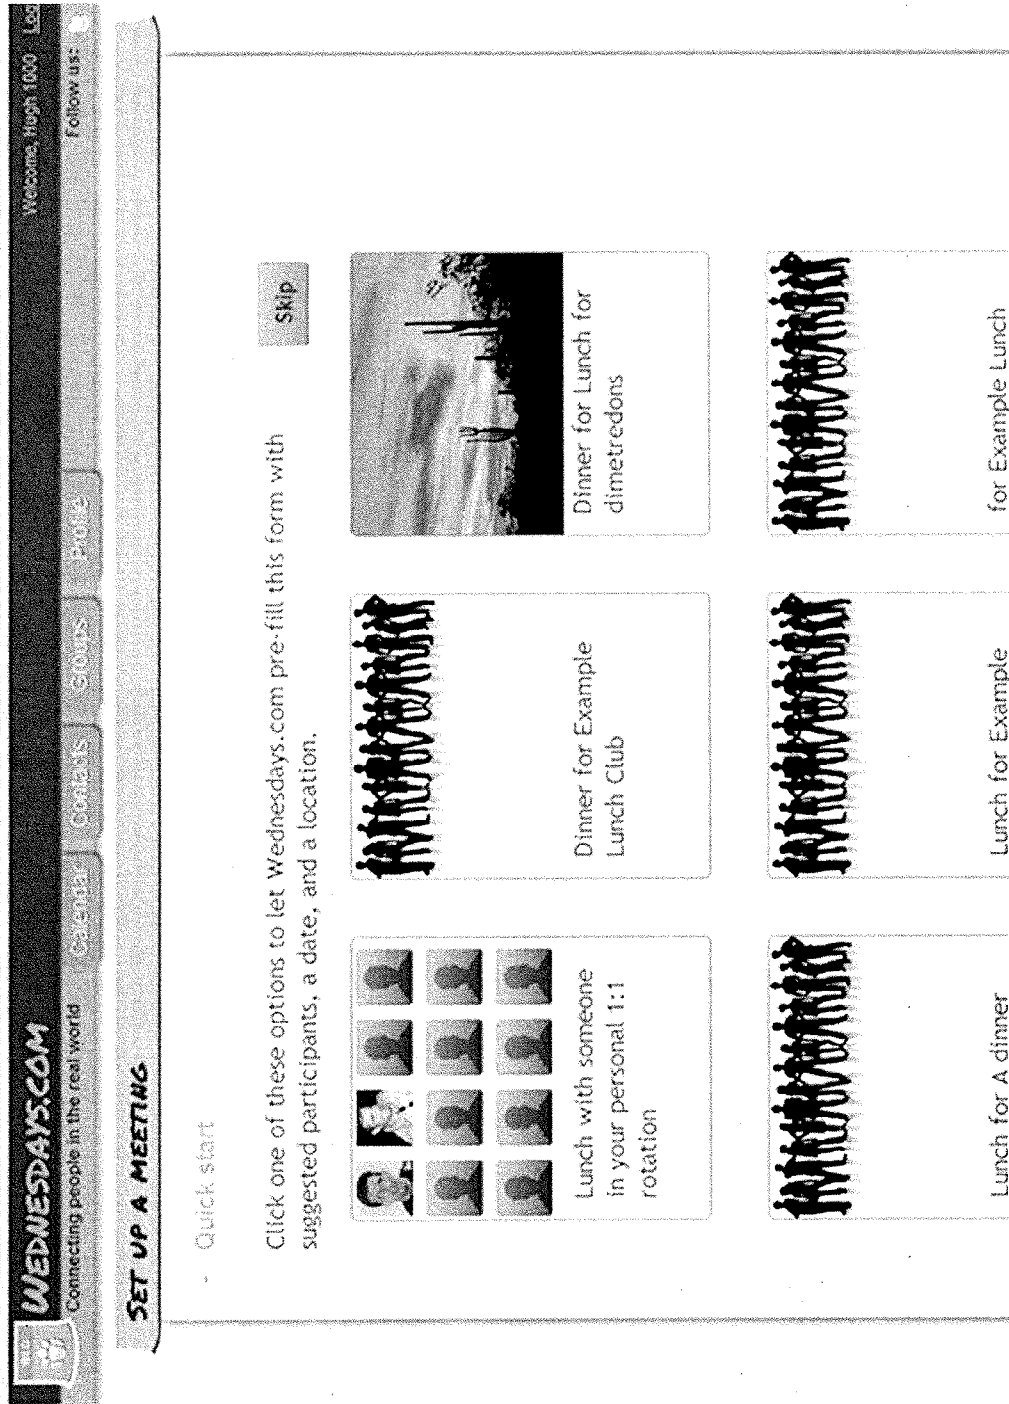 WEDNESDAYS.COM
Welcome, Hugh 1000 Log
Connecting people in the real world
Calendar Contacts Groups Profile
Follow us:
SET UP A MEETING
- Quick start
Click one of these options to let Wednesdays.com pre-fill this form with
suggested participants, a date, and a location.
Skip
Lunch with someone
in your personal 1:1
rotation
Dinner for Example
Lunch Club
Dinner for Lunch for
dimetredons
Lunch for A dinner
Lunch for Example
for Example Lunch